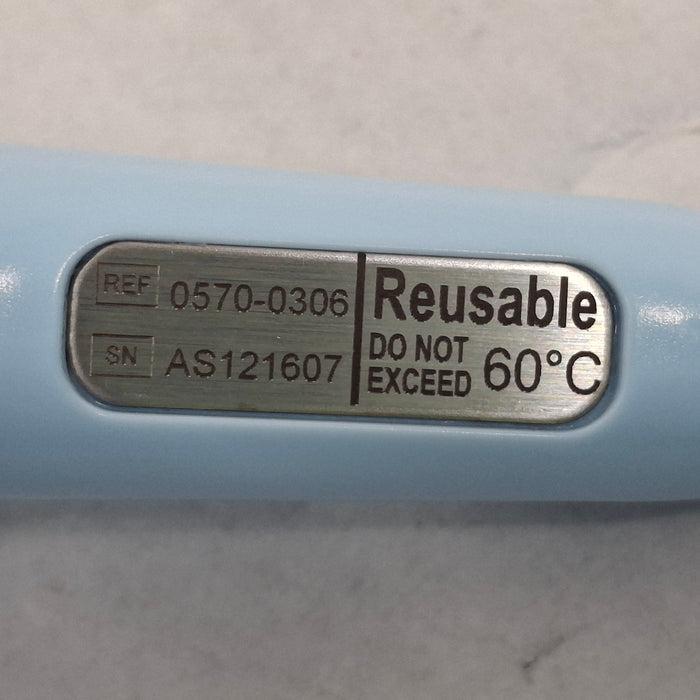 REF 0570-0306
SN AS121607
Reusable
DO NOT
EXCEED 60°C